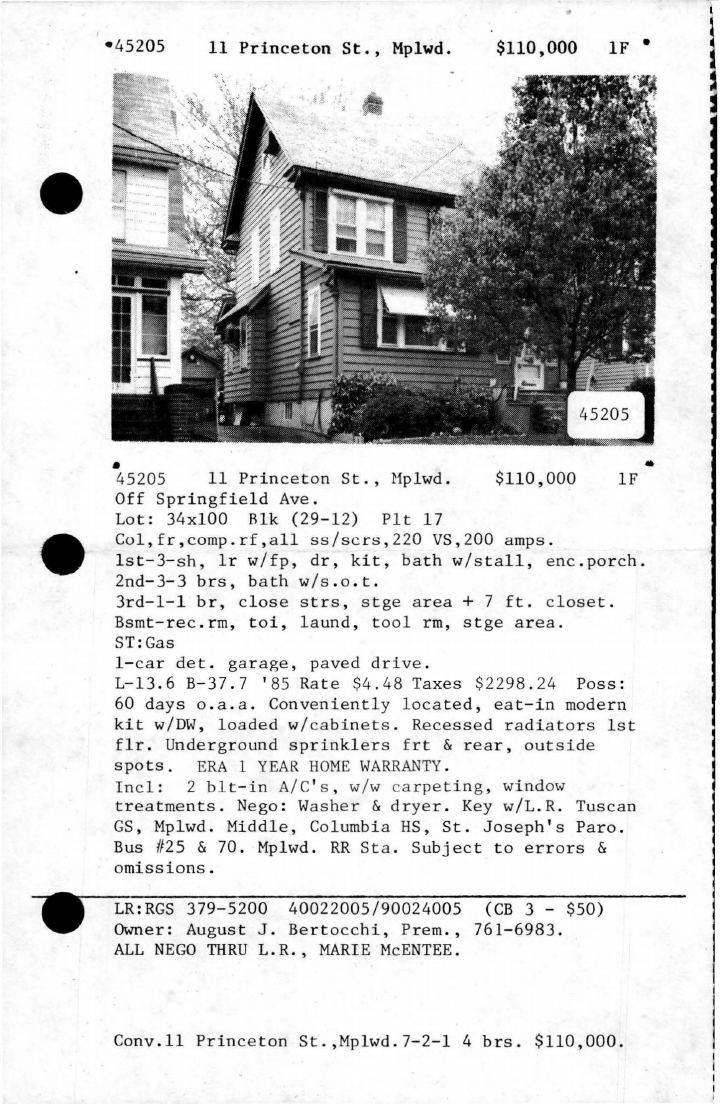 45205 11 Princeton St., Mplwd. $110,000 1F
45205
45205 11 Princeton St., Mplwd. $110,000 1F
Off Springfield Ave.
Lot: 34x100 Blk (29-12) Plt 17
Col,fr,comp.rf,all ss/scrs,220 VS,200 amps.
1st-3-sh, lr w/fp, dr, kit, bath w/stall, enc.porch.
2nd-3-3 brs, bath w/s.o.t.
3rd-1-1 br, close strs, stge area + 7 ft. closet.
Bsmt-rec.rm, toi, laund, tool rm, stge area.
ST:Gas
1-car det. garage, paved drive.
L-13.6 B-37.7 '85 Rate $4.48 Taxes $2298.24 Poss:
60 days o.a.a. Conveniently located, eat-in modern
kit w/DW, loaded w/cabinets. Recessed radiators 1st
flr. Underground sprinklers frt & rear, outside
spots. ERA 1 YEAR HOME WARRANTY.
Incl: 2 blt-in A/C's, w/w carpeting, window
treatments. Nego: Washer & dryer. Key w/L.R. Tuscan
GS, Mplwd. Middle, Columbia HS, St. Joseph's Paro.
Bus #25 & 70. Mplwd. RR Sta. Subject to errors &
omissions.
LR:RGS 379-5200 40022005/90024005 (CB 3 - $50)
Owner: August J. Bertocchi, Prem., 761-6983.
ALL NEGO THRU L.R., MARIE McENTEE.
Conv.11 Princeton St.,Mplwd.7-2-1 4 brs. $110,000.